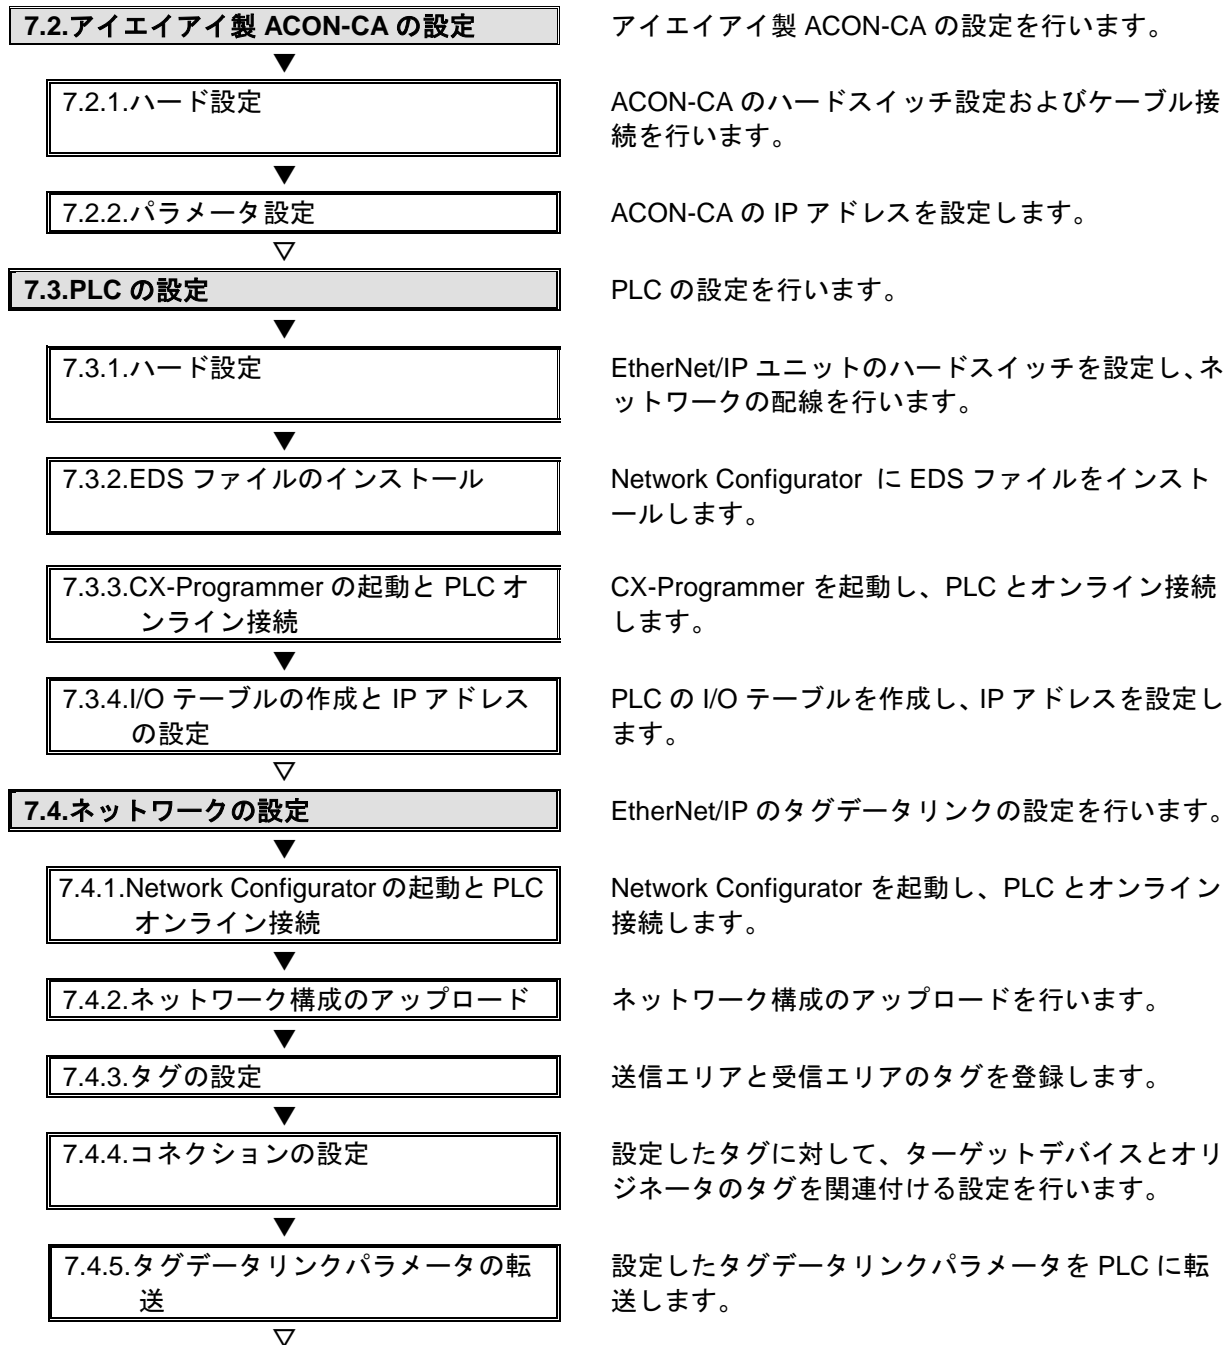 7.2.アイエイアイ製 ACON-CA の設定
アイエイアイ製 ACON-CA の設定を行います。
▼
7.2.1.ハード設定
ACON-CA のハードスイッチ設定およびケーブル接
続を行います。
▼
7.2.2.パラメータ設定
ACON-CA の IP アドレスを設定します。
▽
7.3.PLC の設定
PLC の設定を行います。
▼
7.3.1.ハード設定
EtherNet/IP ユニットのハードスイッチを設定し、ネ
ットワークの配線を行います。
▼
7.3.2.EDS ファイルのインストール
Network Configurator に EDS ファイルをインスト
ールします。
7.3.3.CX-Programmer の起動と PLC オ
ンライン接続
CX-Programmer を起動し、PLC とオンライン接続
します。
▼
7.3.4.I/O テーブルの作成と IP アドレス
の設定
PLC の I/O テーブルを作成し、IP アドレスを設定し
ます。
▽
7.4.ネットワークの設定
EtherNet/IP のタグデータリンクの設定を行います。
▼
7.4.1.Network Configurator の起動と PLC
オンライン接続
Network Configurator を起動し、PLC とオンライン
接続します。
▼
7.4.2.ネットワーク構成のアップロード
ネットワーク構成のアップロードを行います。
▼
7.4.3.タグの設定
送信エリアと受信エリアのタグを登録します。
▼
7.4.4.コネクションの設定
設定したタグに対して、ターゲットデバイスとオリ
ジネータのタグを関連付ける設定を行います。
▼
7.4.5.タグデータリンクパラメータの転
送
設定したタグデータリンクパラメータを PLC に転
送します。
▽